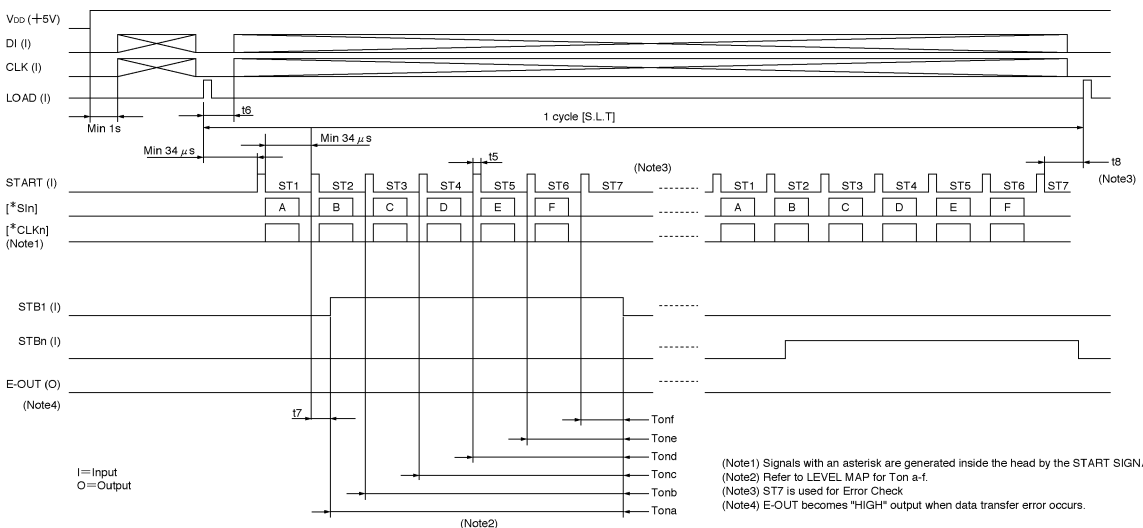 VDD (＋5V)
DI (I)
CLK (I)
LOAD (I)
t6
Min 1s
1 cycle [S.L.T]
Min 34 μs
Min 34 μs
t5
(Note3)
t8
(Note3)
START (I)
ST1 ST2 ST3 ST4 ST5 ST6 ST7 ST1 ST2 ST3 ST4 ST5 ST6 ST7
[*SIn]
A B C D E F A B C D E F
[*CLKn]
(Note1)
STB1 (I)
STBn (I)
E-OUT (O)
(Note4)
t7
Tonf
Tone
Tond
Tonc
Tonb
Tona
(Note2)
I＝Input
O＝Output
(Note1) Signals with an asterisk are generated inside the head by the START SIGNA
(Note2) Refer to LEVEL MAP for Ton a-f.
(Note3) ST7 is used for Error Check
(Note4) E-OUT becomes "HIGH" output when data transfer error occurs.